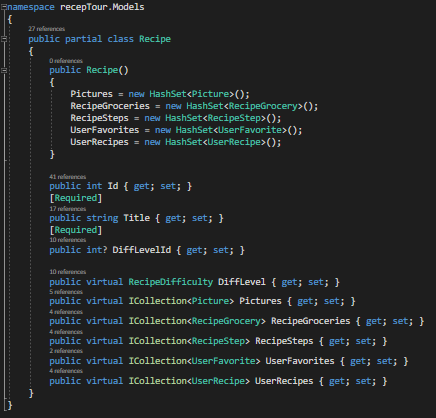 namespace recepTour.Models
{
27 references
public partial class Recipe
{
0 references
public Recipe()
{
Pictures = new HashSet<Picture>();
RecipeGroceries = new HashSet<RecipeGrocery>();
RecipeSteps = new HashSet<RecipeStep>();
UserFavorites = new HashSet<UserFavorite>();
UserRecipes = new HashSet<UserRecipe>();
}
41 references
public int Id { get; set; }
[Required]
17 references
public string Title { get; set; }
[Required]
10 references
public int? DiffLevelId { get; set; }
10 references
public virtual RecipeDifficulty DiffLevel { get; set; }
5 references
public virtual ICollection<Picture> Pictures { get; set; }
4 references
public virtual ICollection<RecipeGrocery> RecipeGroceries { get; set; }
4 references
public virtual ICollection<RecipeStep> RecipeSteps { get; set; }
2 references
public virtual ICollection<UserFavorite> UserFavorites { get; set; }
4 references
public virtual ICollection<UserRecipe> UserRecipes { get; set; }
}
}